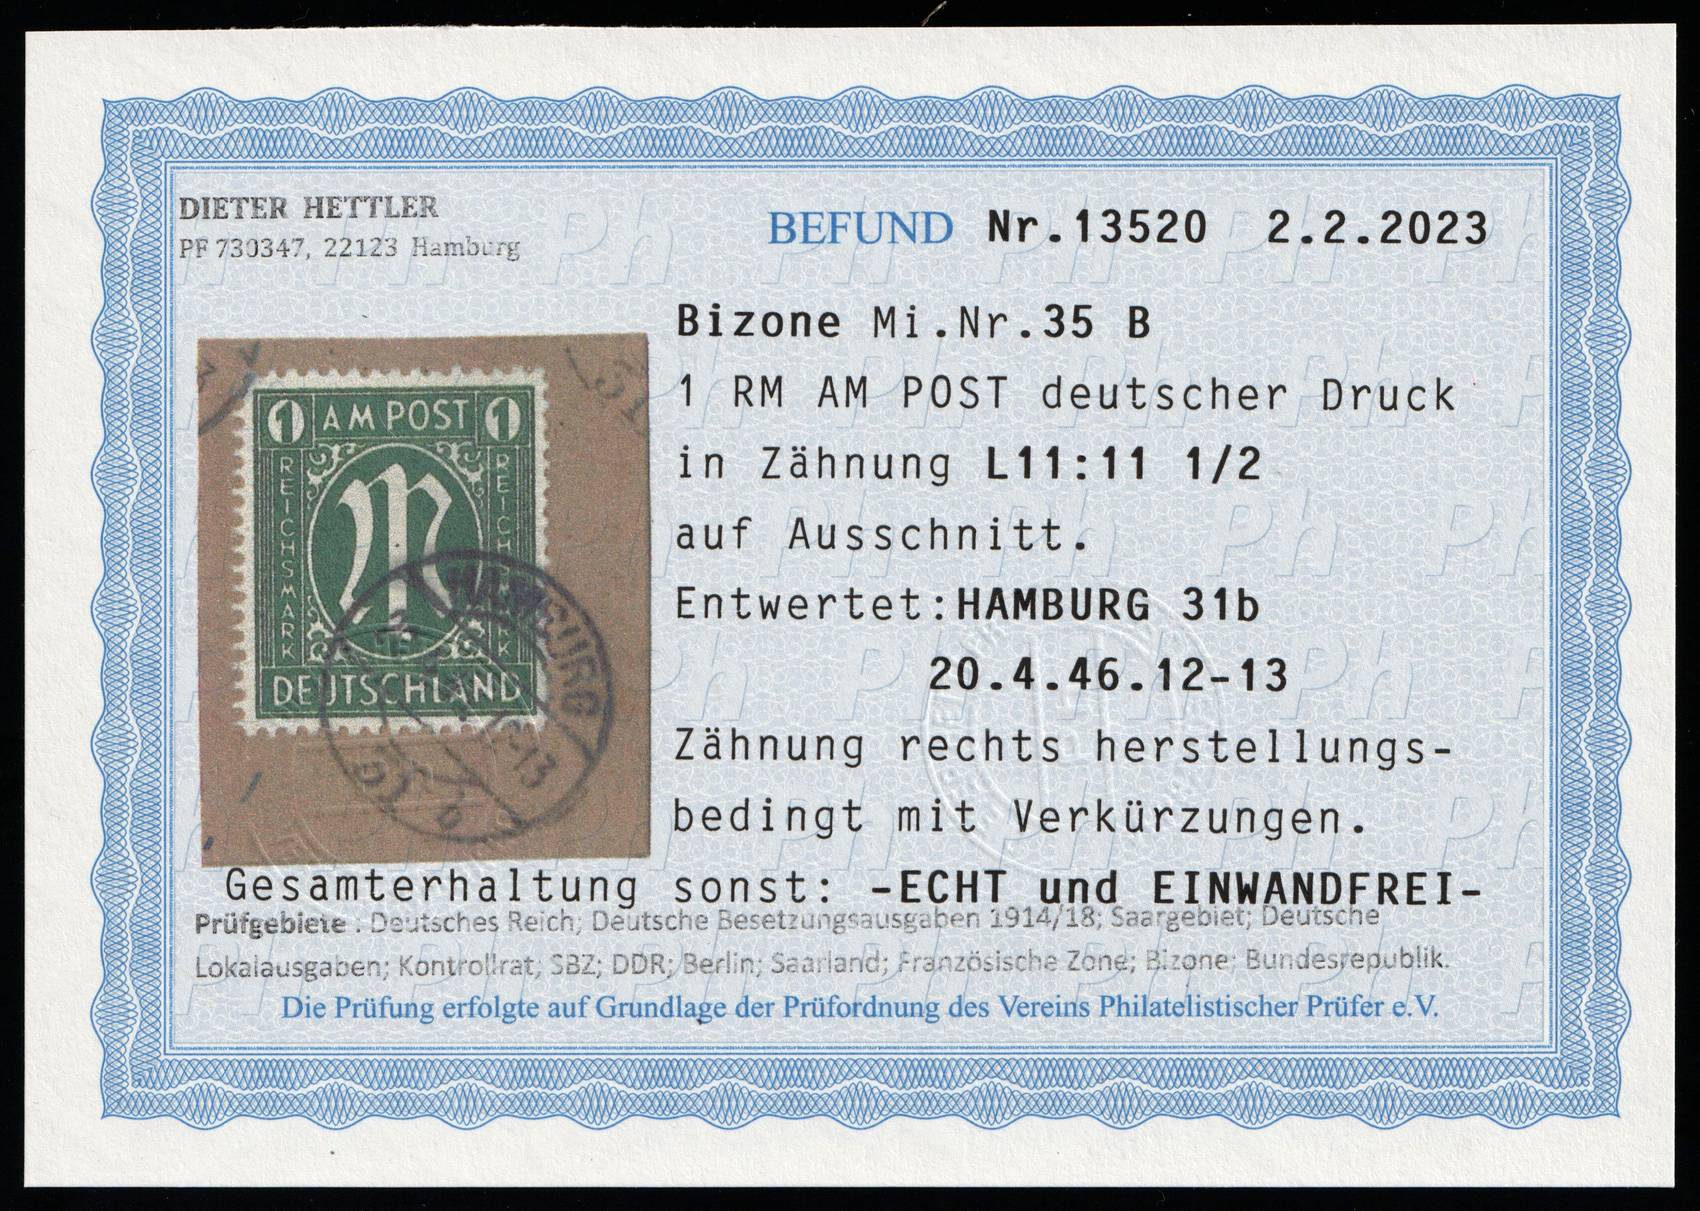 DIETER HETTLER
PF 730347, 22123 Hamburg
BEFUND Nr.13520 2.2.2023
Bizone Mi.Nr.35 B
1 RM AM POST deutscher Druck
in Zähnung L11:11 1/2
auf Ausschnitt.
Entwertet:HAMBURG 31b
20.4.46.12-13
Zähnung rechts herstellungs-
bedingt mit Verkürzungen.
Gesamterhaltung sonst: -ECHT und EINWANDFREI-
Prüfgebiete : Deutsches Reich; Deutsche Besetzungsausgaben 1914/18; Saargebiet; Deutsche
Lokalausgaben; Kontrollrat; SBZ; DDR; Berlin; Saarland; Französische Zone; Bizone; Bundesrepublik.
Die Prüfung erfolgte auf Grundlage der Prüfordnung des Vereins Philatelistischer Prüfer e.V.
1 AM POST 1
REICHSMARK
M
REICHSMARK
DEUTSCHLAND
HAMBURG
12-13
b
31